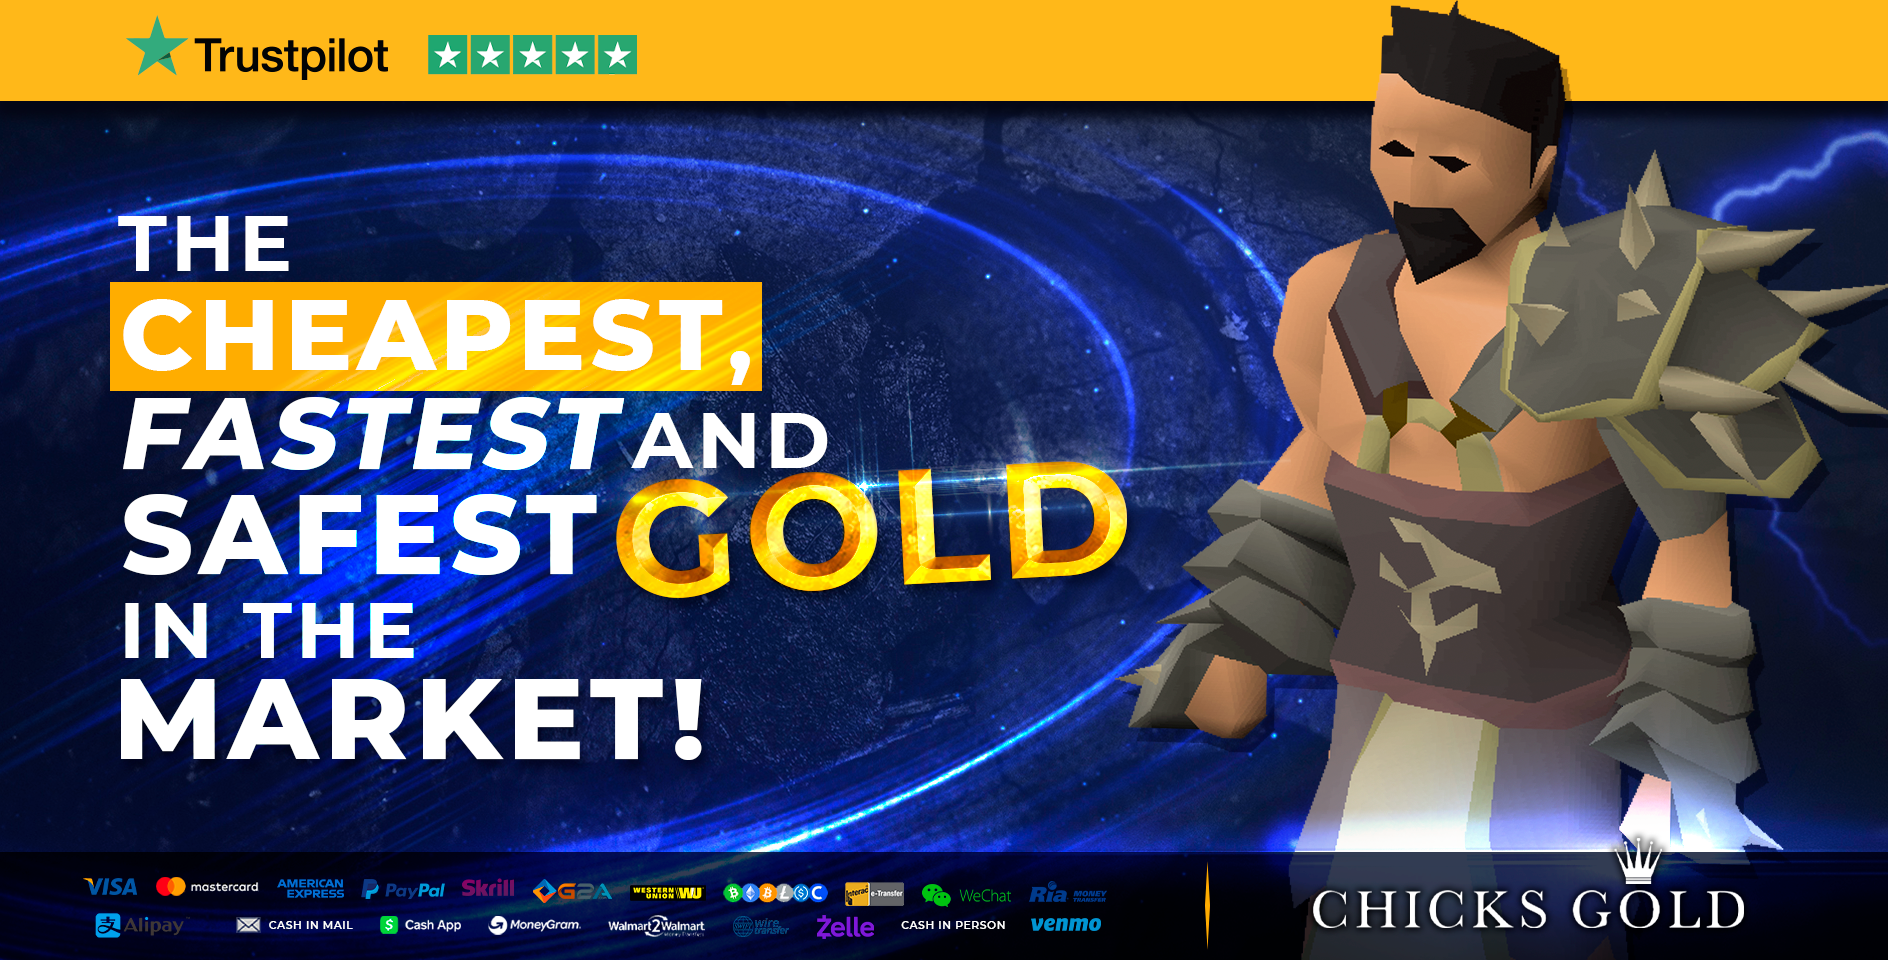 Trustpilot
THE
CHEAPEST,
FASTEST AND
SAFEST GOLD
IN THE
MARKET!
VISA mastercard AMERICAN EXPRESS PayPal Skrill G2A WESTERN UNION WU Interac e-Transfer WeChat Ria MONEY TRANSFER
Alipay CASH IN MAIL Cash App MoneyGram. Walmart2Walmart wire transfer Zelle CASH IN PERSON venmo
CHICKS GOLD